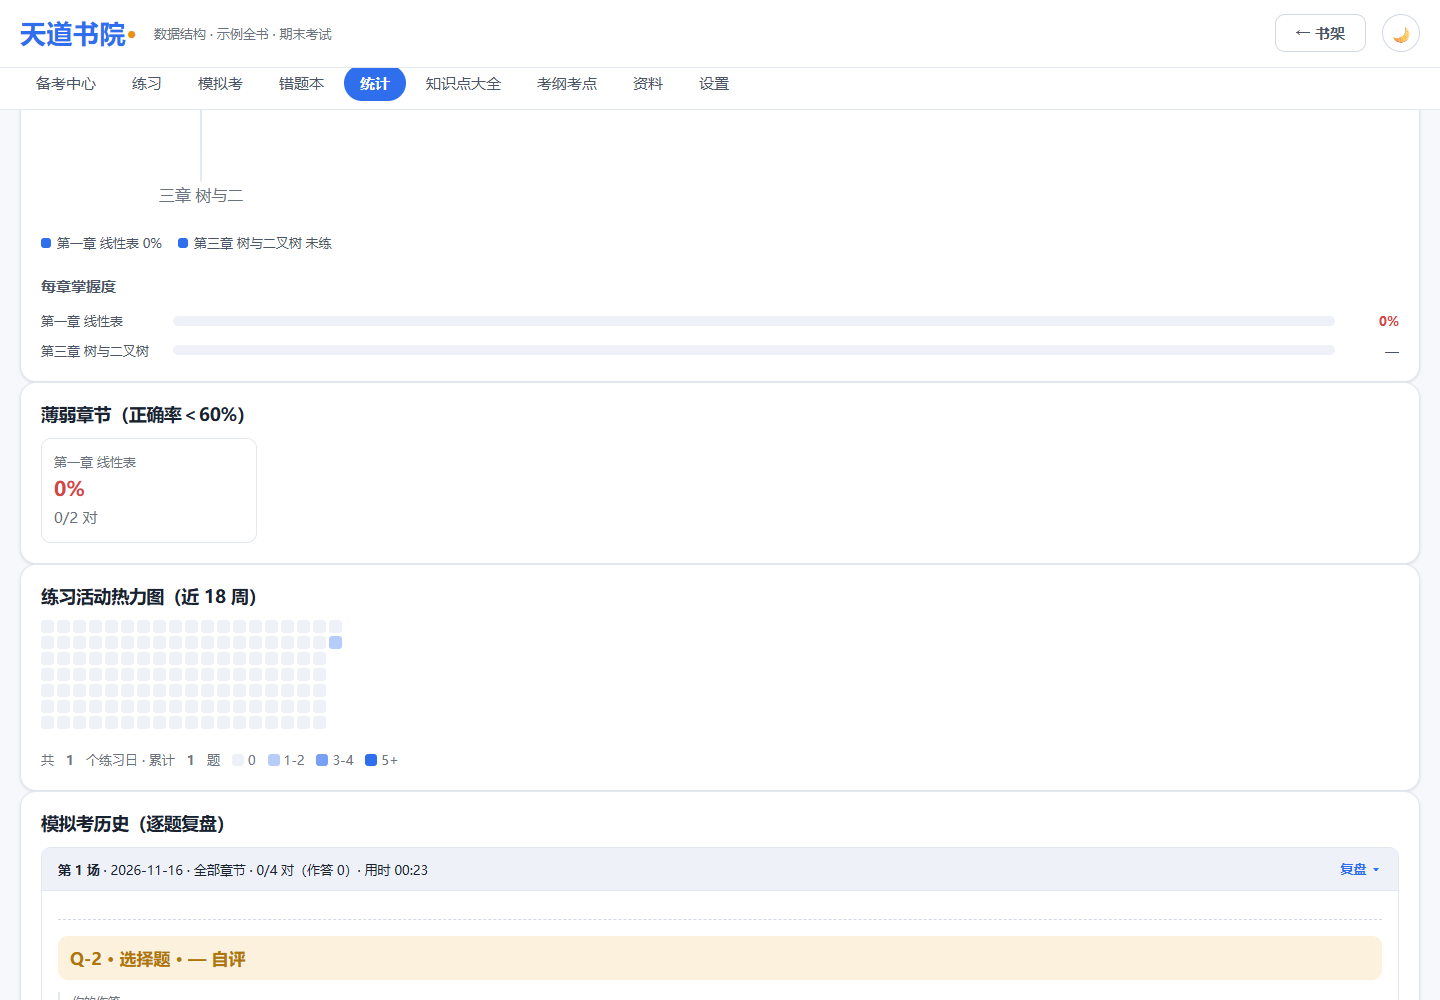 天道书院
数据结构 · 示例全书 · 期末考试
← 书架
备考中心 练习 模拟考 错题本 统计 知识点大全 考纲考点 资料 设置
三章 树与二
第一章 线性表 0% 第三章 树与二叉树 未练
每章掌握度
第一章 线性表 0%
第三章 树与二叉树 —
薄弱章节（正确率＜60%）
第一章 线性表
0%
0/2 对
练习活动热力图（近 18 周）
共 1 个练习日 · 累计 1 题 0 1-2 3-4 5+
模拟考历史（逐题复盘）
第 1 场 · 2026-11-16 · 全部章节 · 0/4 对（作答 0）· 用时 00:23 复盘
Q-2 • 选择题 • — 自评
你的作答